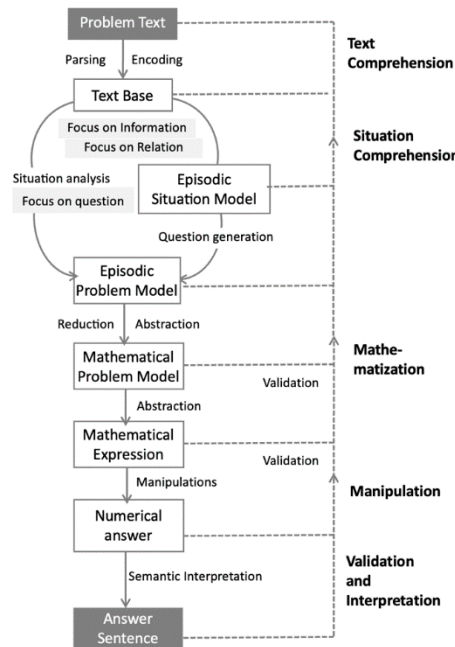 Problem Text
Text
Comprehension
Parsing Encoding
Text Base
Focus on Information
Focus on Relation
Situation
Comprehension
Situation analysis
Focus on question
Episodic
Situation Model
Question generation
Episodic
Problem Model
Reduction Abstraction
Mathematical
Problem Model
Mathe-
matization
Validation
Abstraction
Mathematical
Expression
Validation
Manipulations
Manipulation
Numerical
answer
Validation
and
Interpretation
Semantic Interpretation
Answer
Sentence